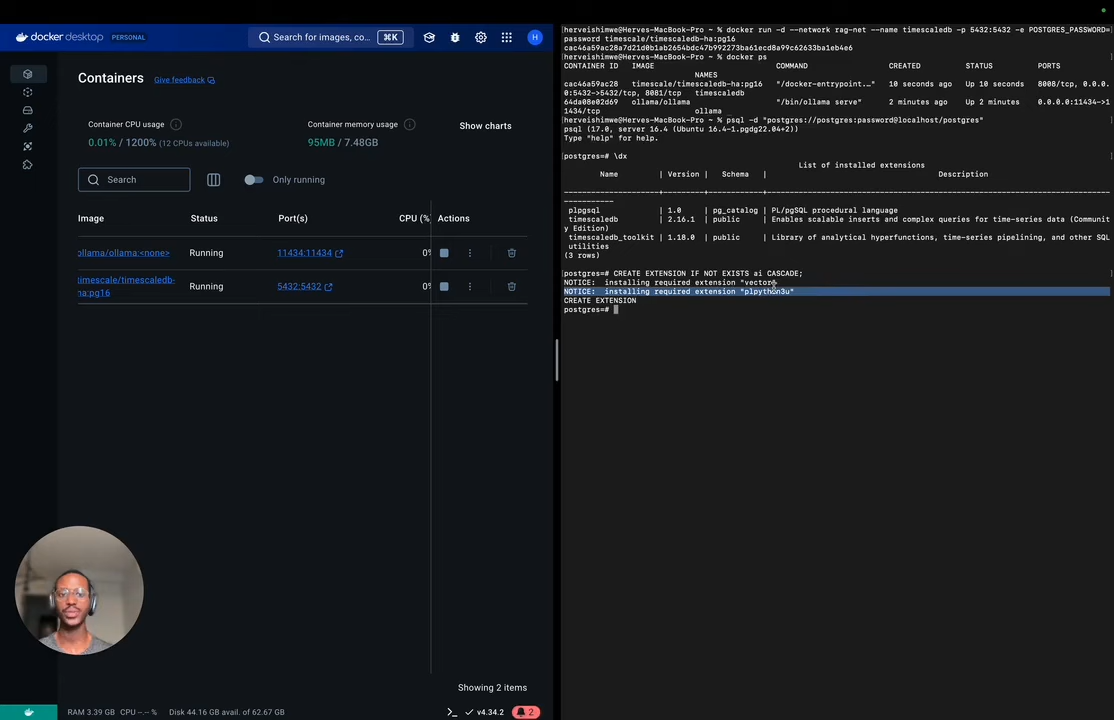 docker desktop PERSONAL
Search for images, co... ⌘K
H
Containers Give feedback
Container CPU usage
0.01% / 1200% (12 CPUs available)
Container memory usage
95MB / 7.48GB
Show charts
Search
Only running
Image Status Port(s) CPU (% Actions
ollama/ollama:<none> Running 11434:11434 0%
timescale/timescaledb-
ha:pg16
Running 5432:5432 0%
Showing 2 items
RAM 3.39 GB CPU --.-- % Disk 44.16 GB avail. of 62.67 GB
v4.34.2 2
herveishimwe@Herves-MacBook-Pro ~ % docker run -d --network rag-net --name timescaledb -p 5432:5432 -e POSTGRES_PASSWORD=
password timescale/timescaledb-ha:pg16
cac46a59ac28a7d21d0b1ab2654bdc47b992273ba61ecd8a99c62633ba1eb4e6
herveishimwe@Herves-MacBook-Pro ~ % docker ps
CONTAINER ID IMAGE COMMAND CREATED STATUS PORTS
NAMES
cac46a59ac28 timescale/timescaledb-ha:pg16 "/docker-entrypoint.…" 10 seconds ago Up 10 seconds 8008/tcp, 0.0.0.
0:5432->5432/tcp, 8081/tcp timescaledb
64da08e02d69 ollama/ollama "/bin/ollama serve" 2 minutes ago Up 2 minutes 0.0.0.0:11434->1
1434/tcp ollama
herveishimwe@Herves-MacBook-Pro ~ % psql -d "postgres://postgres:password@localhost/postgres"
psql (17.0, server 16.4 (Ubuntu 16.4-1.pgdg22.04+2))
Type "help" for help.
postgres=# \dx
List of installed extensions
Name | Version | Schema | Description
---------------------+---------+------------+---------------------------------------------------------------------------
-----------
plpgsql | 1.0 | pg_catalog | PL/pgSQL procedural language
timescaledb | 2.16.1 | public | Enables scalable inserts and complex queries for time-series data (Communit
y Edition)
timescaledb_toolkit | 1.18.0 | public | Library of analytical hyperfunctions, time-series pipelining, and other SQL
utilities
(3 rows)
postgres=# CREATE EXTENSION IF NOT EXISTS ai CASCADE;
NOTICE: installing required extension "vector"
NOTICE: installing required extension "plpython3u"
CREATE EXTENSION
postgres=#